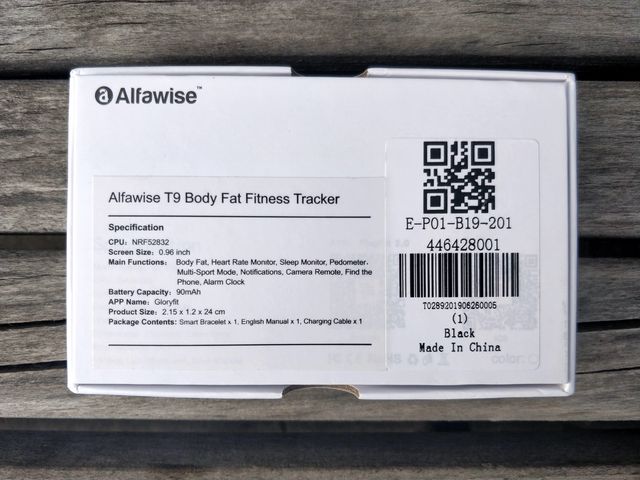 Alfawise™
Alfawise T9 Body Fat Fitness Tracker
Specification
CPU: NRF52832
Screen Size: 0.96 inch
Main Functions: Body Fat, Heart Rate Monitor, Sleep Monitor, Pedometer,
Multi-Sport Mode, Notifications, Camera Remote, Find the
Phone, Alarm Clock
Battery Capacity: 90mAh
APP Name: Gloryfit
Product Size: 2.15 x 1.2 x 24 cm
Package Contents: Smart Bracelet x 1, English Manual x 1, Charging Cable x 1
E-P01-B19-201
446428001
T0289201906260005
(1)
Black
Made In China
color: